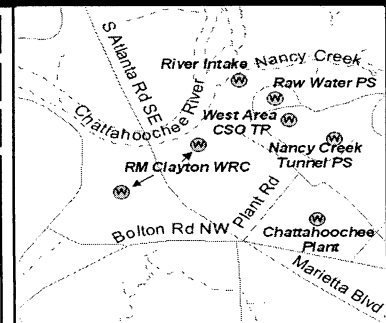 S Atlanta Rd SE
River Intake
Nancy Creek
Raw Water PS
Chattahoochee River
West Area
CSO TP
Nancy Creek
Tunnel PS
RM Clayton WRC
Plant Rd
Bolton Rd NW
Chattahoochee
Plant
Marietta Blvd
W
W
W
W
W
W
W